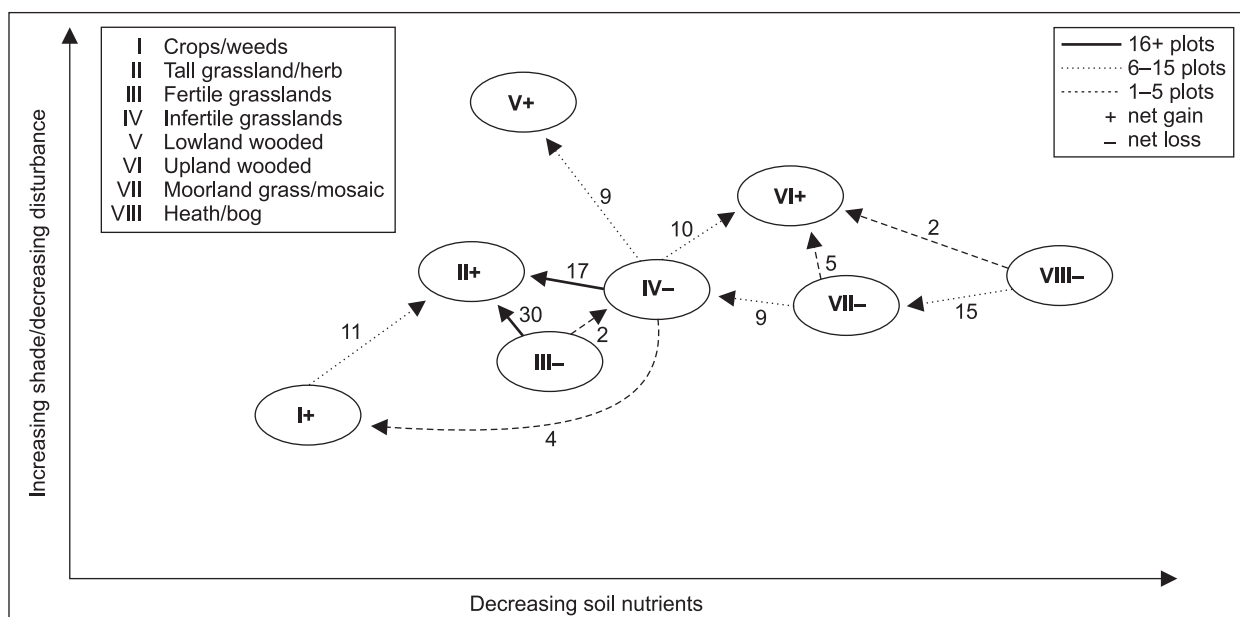 I Crops/weeds
II Tall grassland/herb
III Fertile grasslands
IV Infertile grasslands
V Lowland wooded
VI Upland wooded
VII Moorland grass/mosaic
VIII Heath/bog
16+ plots
6–15 plots
1–5 plots
+ net gain
– net loss
Increasing shade/decreasing disturbance
V+
9
VI+
10
2
II+
17
IV–
5
VII–
VIII–
9
15
30
2
11
III–
I+
4
Decreasing soil nutrients